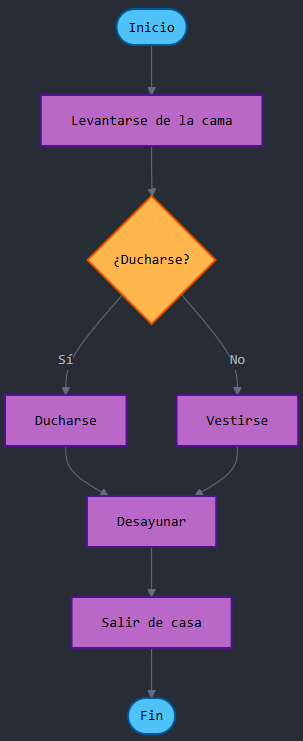 Inicio
Levantarse de la cama
¿Ducharse?
Sí
No
Ducharse
Vestirse
Desayunar
Salir de casa
Fin